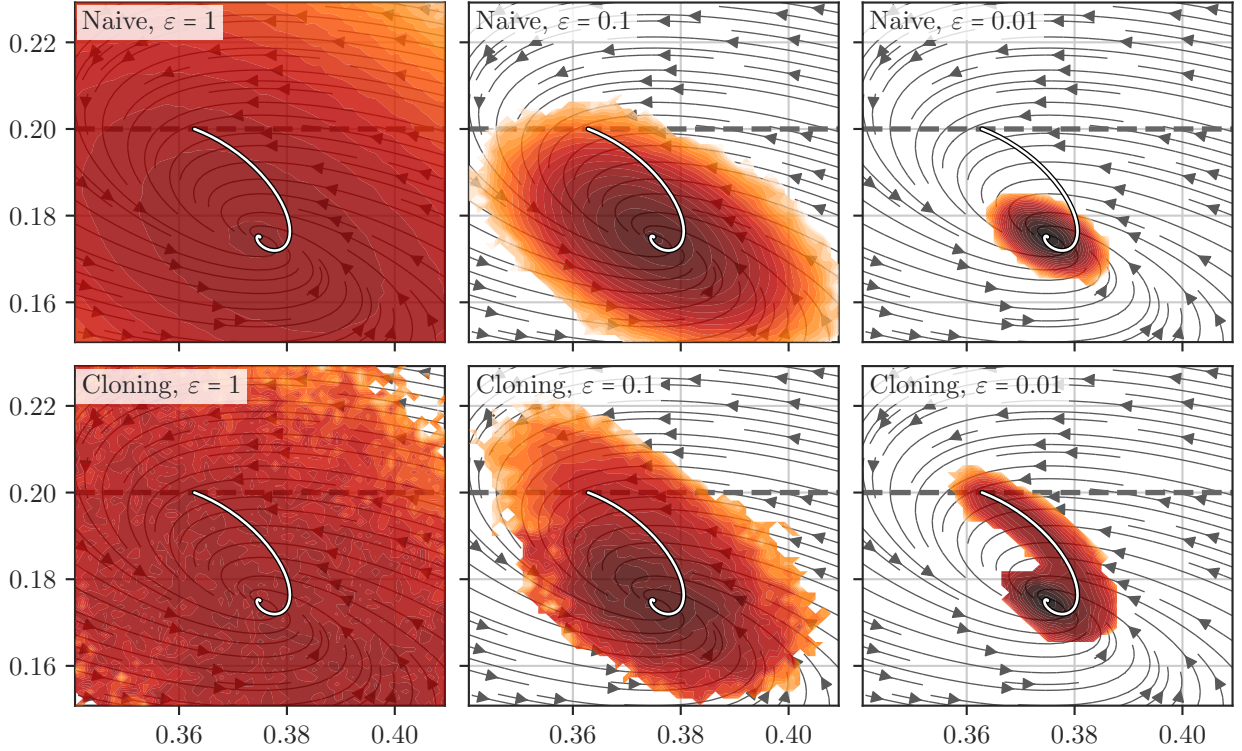 Naive, ε = 1
Naive, ε = 0.1
Naive, ε = 0.01
0.22
0.20
0.18
0.16
Cloning, ε = 1
Cloning, ε = 0.1
Cloning, ε = 0.01
0.22
0.20
0.18
0.16
0.36 0.38 0.40 0.36 0.38 0.40 0.36 0.38 0.40